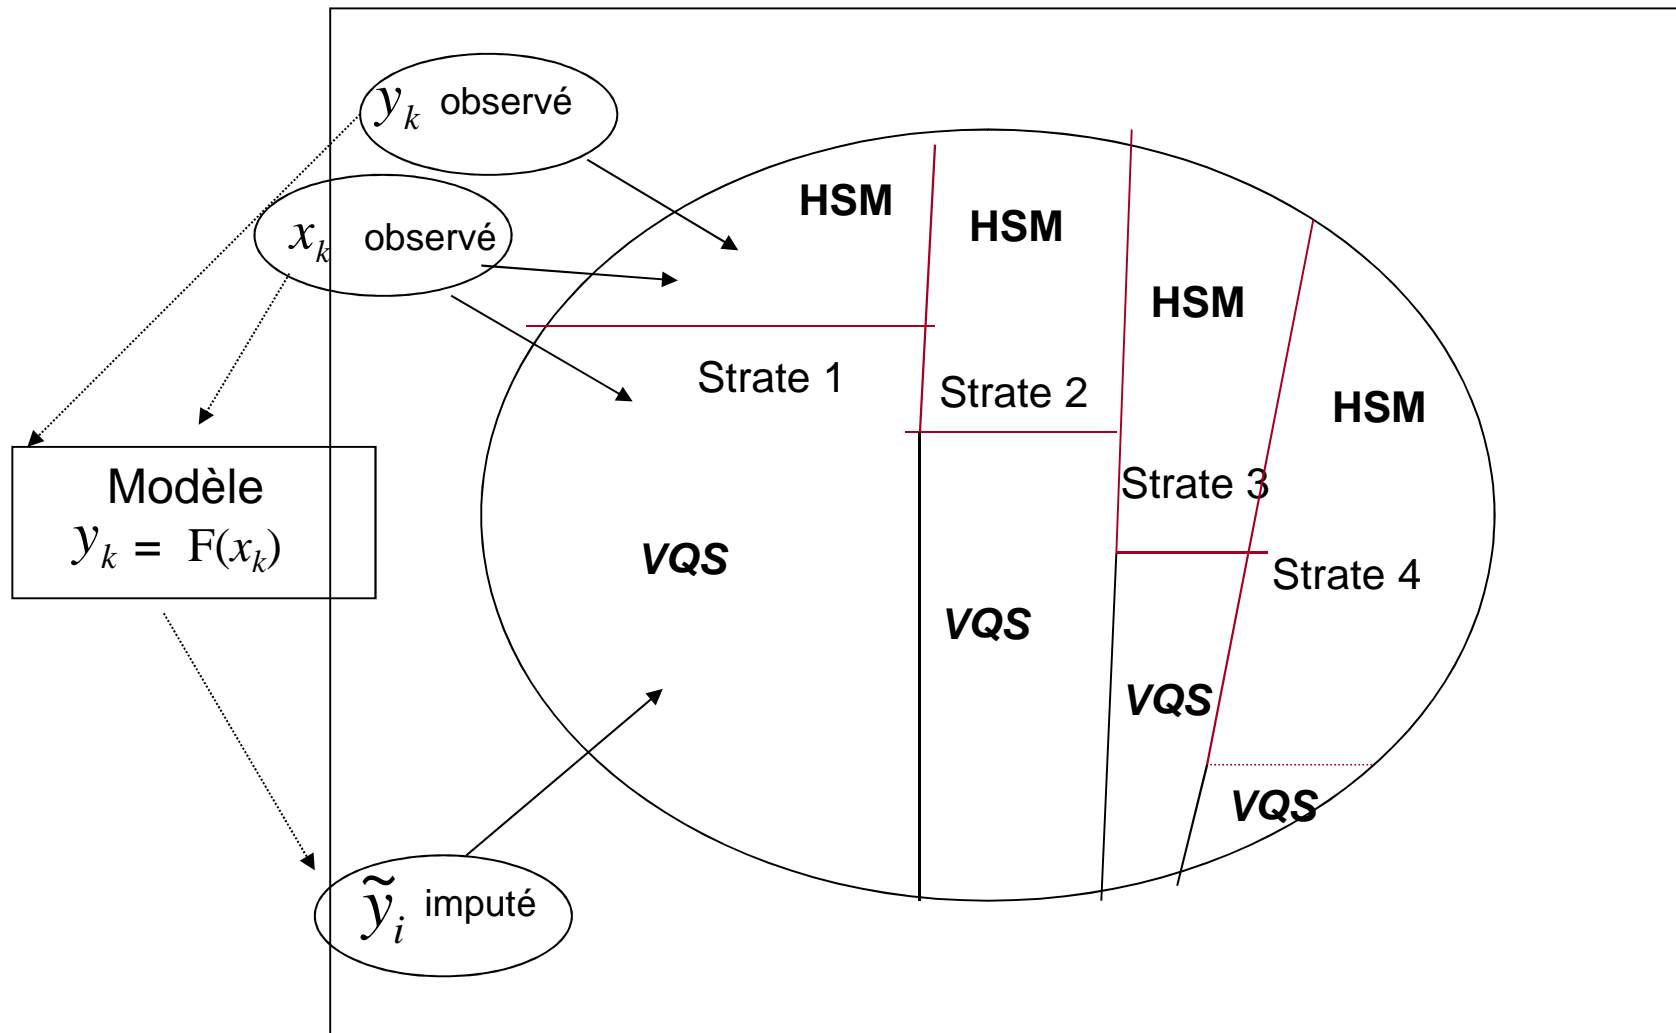 y_k observé
x_k observé
HSM
HSM
HSM
HSM
Strate 1
Strate 2
Strate 3
Strate 4
Modèle
y_k = F(x_k)
VQS
VQS
VQS
VQS
ỹ_i imputé